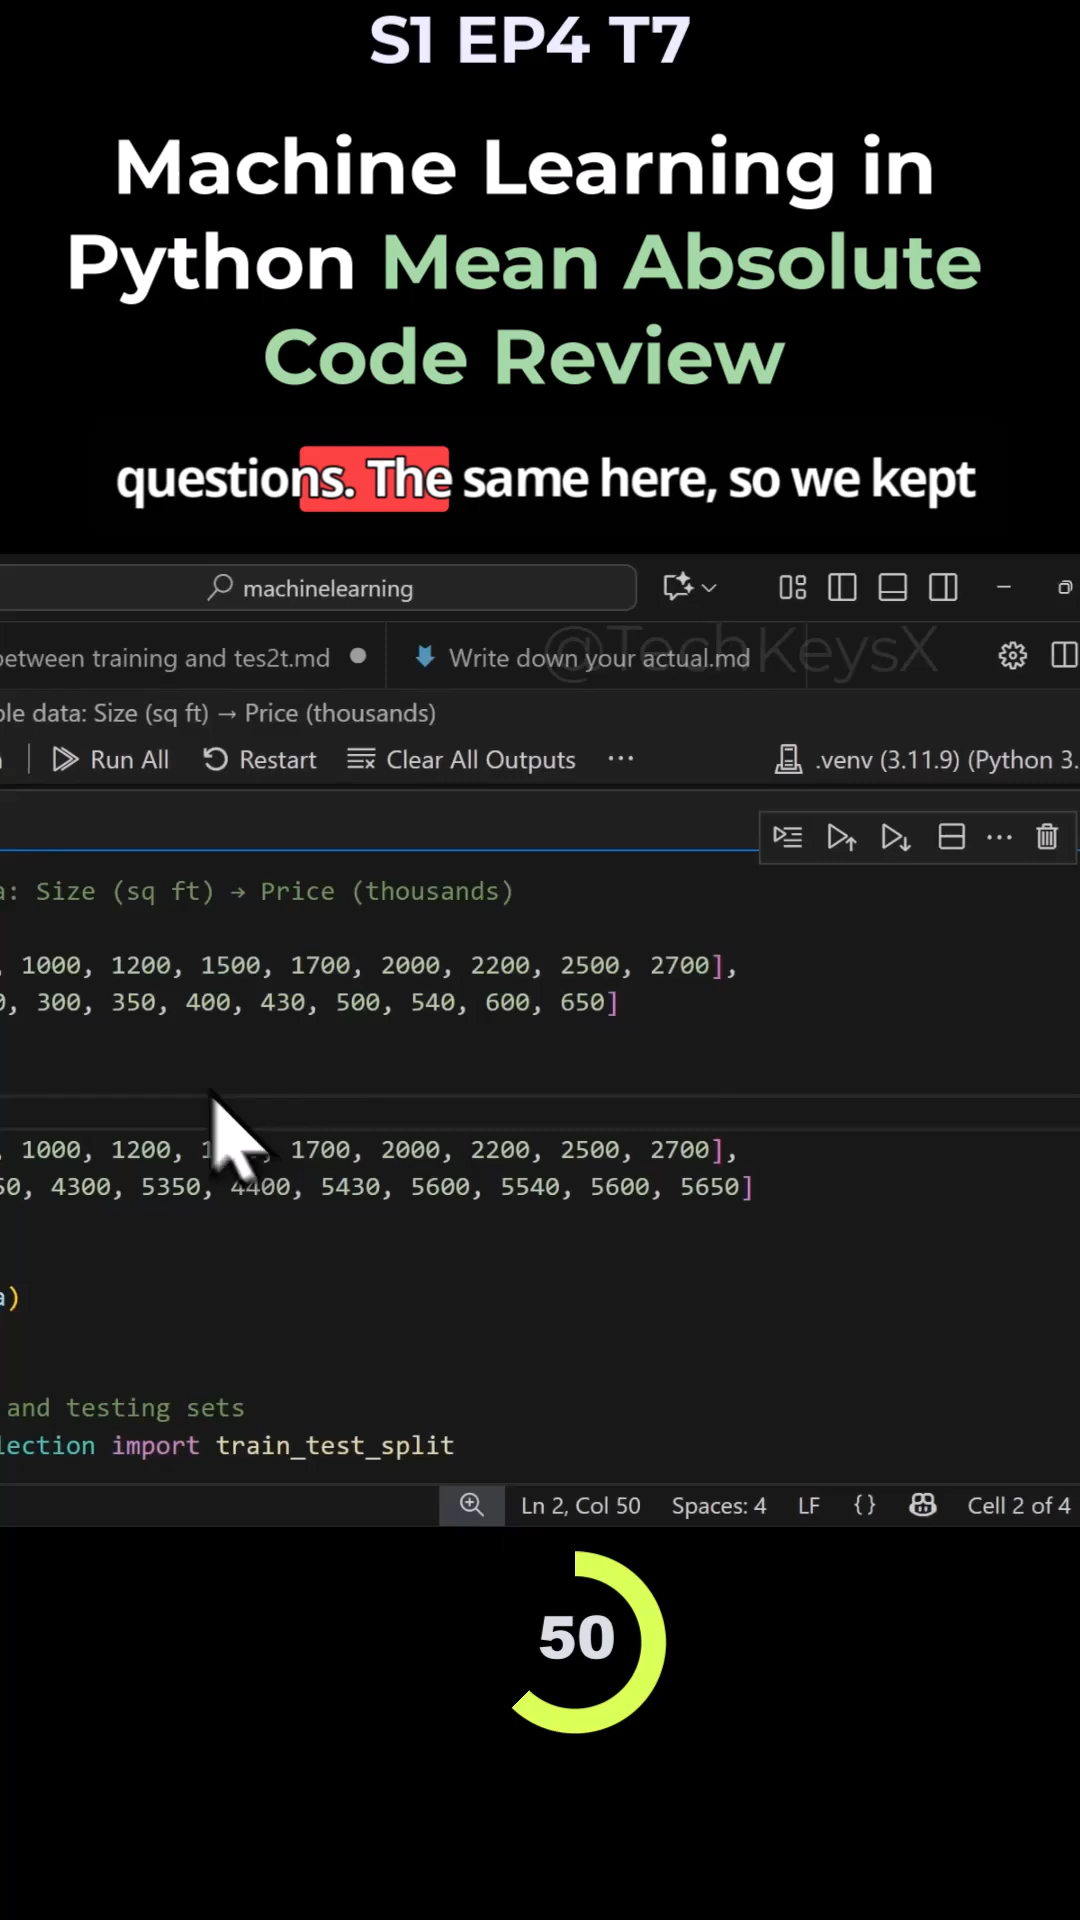 S1 EP4 T7
Machine Learning in
Python Mean Absolute
Code Review
questions. The same here, so we kept
machinelearning
between training and tes2t.md
Write down your actual.md
@TechKeysX
ple data: Size (sq ft) → Price (thousands)
Run All
Restart
Clear All Outputs
...
.venv (3.11.9) (Python 3.
a: Size (sq ft) → Price (thousands)
, 1000, 1200, 1500, 1700, 2000, 2200, 2500, 2700],
0, 300, 350, 400, 430, 500, 540, 600, 650]
, 1000, 1200, 1700, 2000, 2200, 2500, 2700],
50, 4300, 5350, 4400, 5430, 5600, 5540, 5600, 5650]
a)
and testing sets
lection import train_test_split
Ln 2, Col 50
Spaces: 4
LF
{}
Cell 2 of 4
50